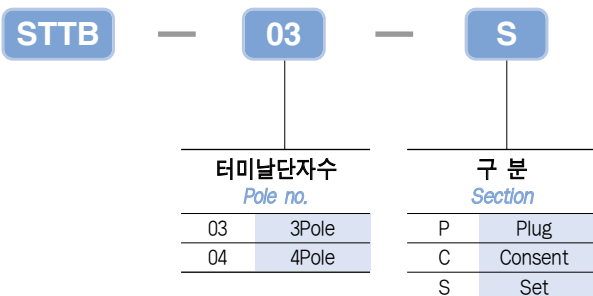 STTB — 03 — S
터미날단자수
Pole no.
03 3Pole
04 4Pole
구 분
Section
P Plug
C Consent
S Set